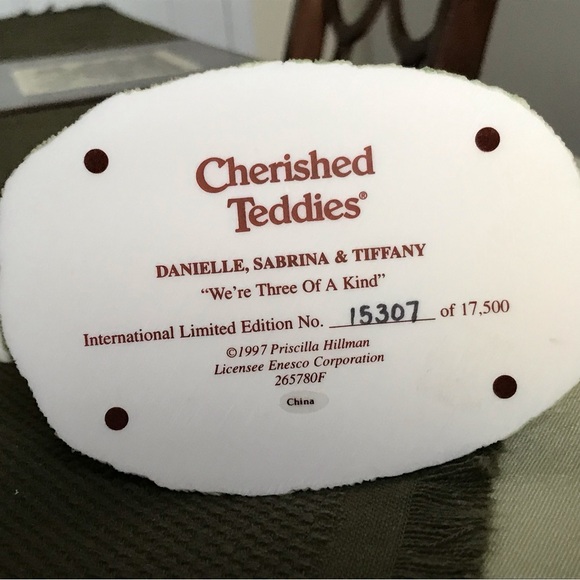 Cherished
Teddies®
DANIELLE, SABRINA & TIFFANY
"We're Three Of A Kind"
International Limited Edition No. 15307 of 17,500
©1997 Priscilla Hillman
Licensee Enesco Corporation
265780F
China